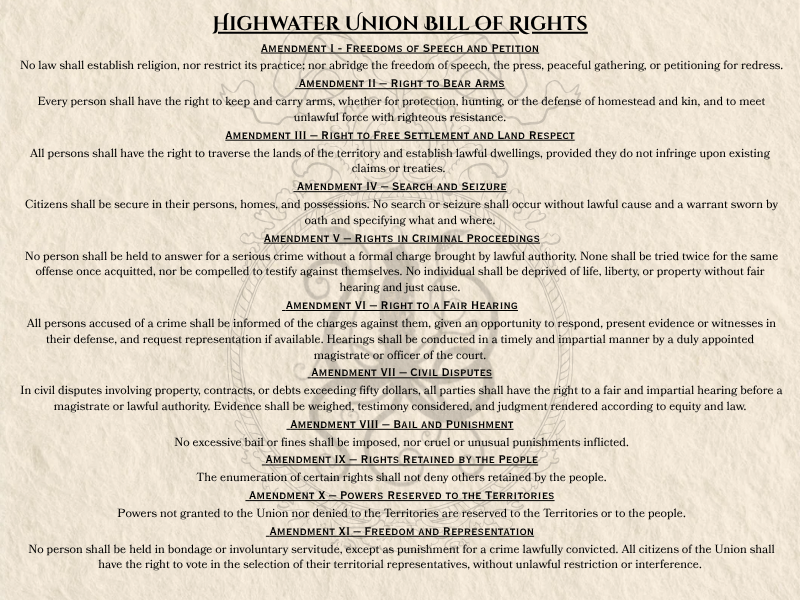 Highwater Union Bill of Rights
Amendment I - Freedoms of Speech and Petition
No law shall establish religion, nor restrict its practice; nor abridge the freedom of speech, the press, peaceful gathering, or petitioning for redress.
Amendment II – Right to Bear Arms
Every person shall have the right to keep and carry arms, whether for protection, hunting, or the defense of homestead and kin, and to meet
unlawful force with righteous resistance.
Amendment III – Right to Free Settlement and Land Respect
All persons shall have the right to traverse the lands of the territory and establish lawful dwellings, provided they do not infringe upon existing
claims or treaties.
Amendment IV – Search and Seizure
Citizens shall be secure in their persons, homes, and possessions. No search or seizure shall occur without lawful cause and a warrant sworn by
oath and specifying what and where.
Amendment V – Rights in Criminal Proceedings
No person shall be held to answer for a serious crime without a formal charge brought by lawful authority. None shall be tried twice for the same
offense once acquitted, nor be compelled to testify against themselves. No individual shall be deprived of life, liberty, or property without fair
hearing and just cause.
Amendment VI – Right to a Fair Hearing
All persons accused of a crime shall be informed of the charges against them, given an opportunity to respond, present evidence or witnesses in
their defense, and request representation if available. Hearings shall be conducted in a timely and impartial manner by a duly appointed
magistrate or officer of the court.
Amendment VII – Civil Disputes
In civil disputes involving property, contracts, or debts exceeding fifty dollars, all parties shall have the right to a fair and impartial hearing before a
magistrate or lawful authority. Evidence shall be weighed, testimony considered, and judgment rendered according to equity and law.
Amendment VIII – Bail and Punishment
No excessive bail or fines shall be imposed, nor cruel or unusual punishments inflicted.
Amendment IX – Rights Retained by the People
The enumeration of certain rights shall not deny others retained by the people.
Amendment X – Powers Reserved to the Territories
Powers not granted to the Union nor denied to the Territories are reserved to the Territories or to the people.
Amendment XI – Freedom and Representation
No person shall be held in bondage or involuntary servitude, except as punishment for a crime lawfully convicted. All citizens of the Union shall
have the right to vote in the selection of their territorial representatives, without unlawful restriction or interference.